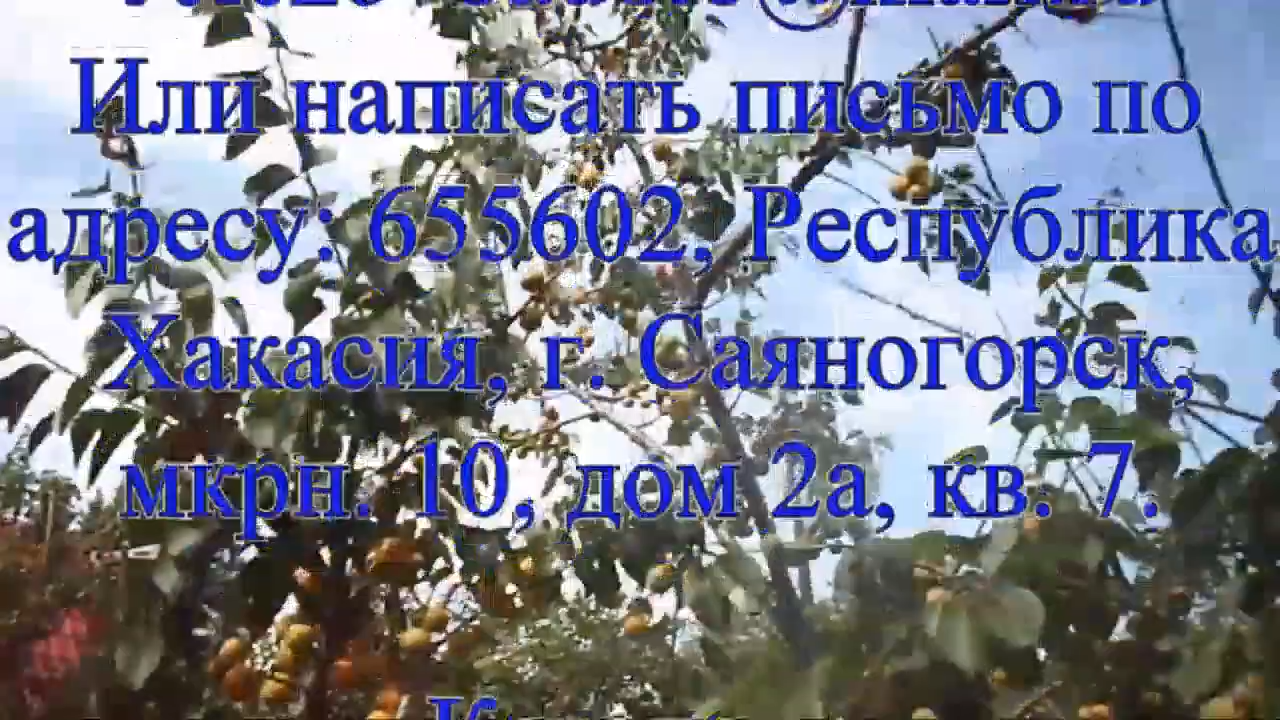 Или написать письмо по
адресу: 655602, Республика
Хакасия, г. Саяногорск,
мкрн. 10, дом 2а, кв. 7.